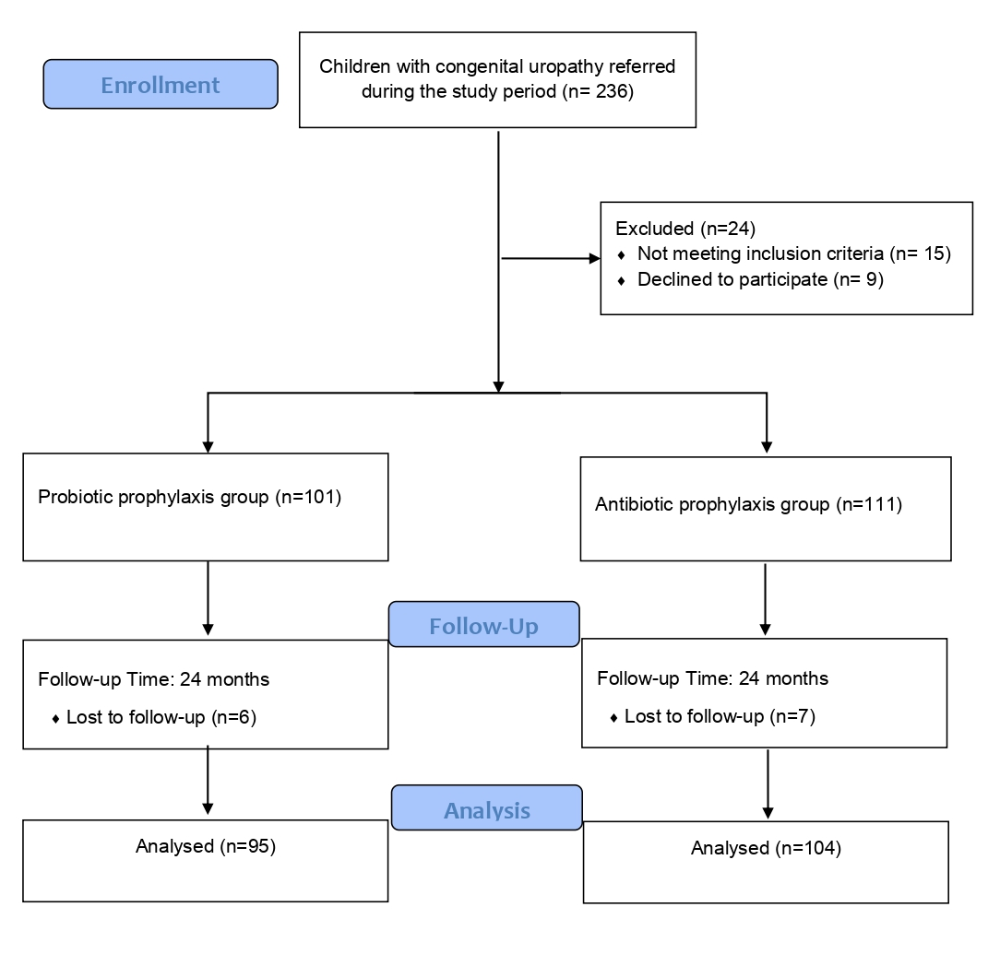 Enrollment
Children with congenital uropathy referred
during the study period (n= 236)
Excluded (n=24)
♦ Not meeting inclusion criteria (n= 15)
♦ Declined to participate (n= 9)
Probiotic prophylaxis group (n=101)
Antibiotic prophylaxis group (n=111)
Follow-Up
Follow-up Time: 24 months
♦ Lost to follow-up (n=6)
Follow-up Time: 24 months
♦ Lost to follow-up (n=7)
Analysis
Analysed (n=95)
Analysed (n=104)